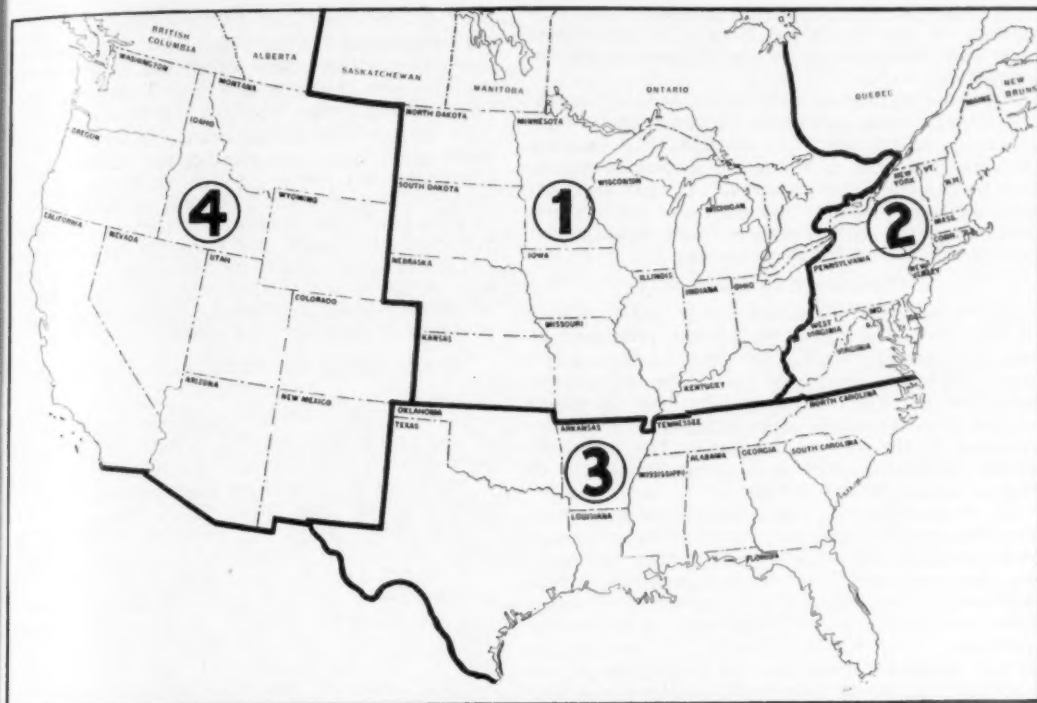 BRITISH
COLUMBIA
ALBERTA
SASKATCHEWAN
MANITOBA
ONTARIO
QUEBEC
NEW
BRUNS
MAINE
WASHINGTON
MONTANA
NORTH DAKOTA
MINNESOTA
IDAHO
OREGON
SOUTH DAKOTA
WISCONSIN
MICHIGAN
NEW
YORK
VT.
N.H.
MASS.
CONN.
R.I.
WYOMING
4
1
2
CALIFORNIA
NEVADA
UTAH
NEBRASKA
IOWA
ILLINOIS
INDIANA
OHIO
PENNSYLVANIA
NEW
JERSEY
COLORADO
KANSAS
MISSOURI
WEST
VIRGINIA
MD.
DEL.
VIRGINIA
KENTUCKY
ARIZONA
NEW MEXICO
OKLAHOMA
TEXAS
ARKANSAS
TENNESSEE
NORTH CAROLINA
3
MISSISSIPPI
ALABAMA
GEORGIA
SOUTH CAROLINA
LOUISIANA
FLORIDA